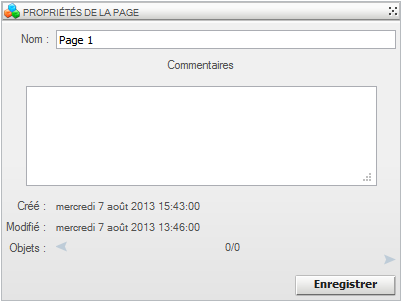 PROPRIÉTÉS DE LA PAGE
Nom : Page 1
Commentaires
Créé : mercredi 7 août 2013 15:43:00
Modifié : mercredi 7 août 2013 13:46:00
Objets : 0/0
Enregistrer